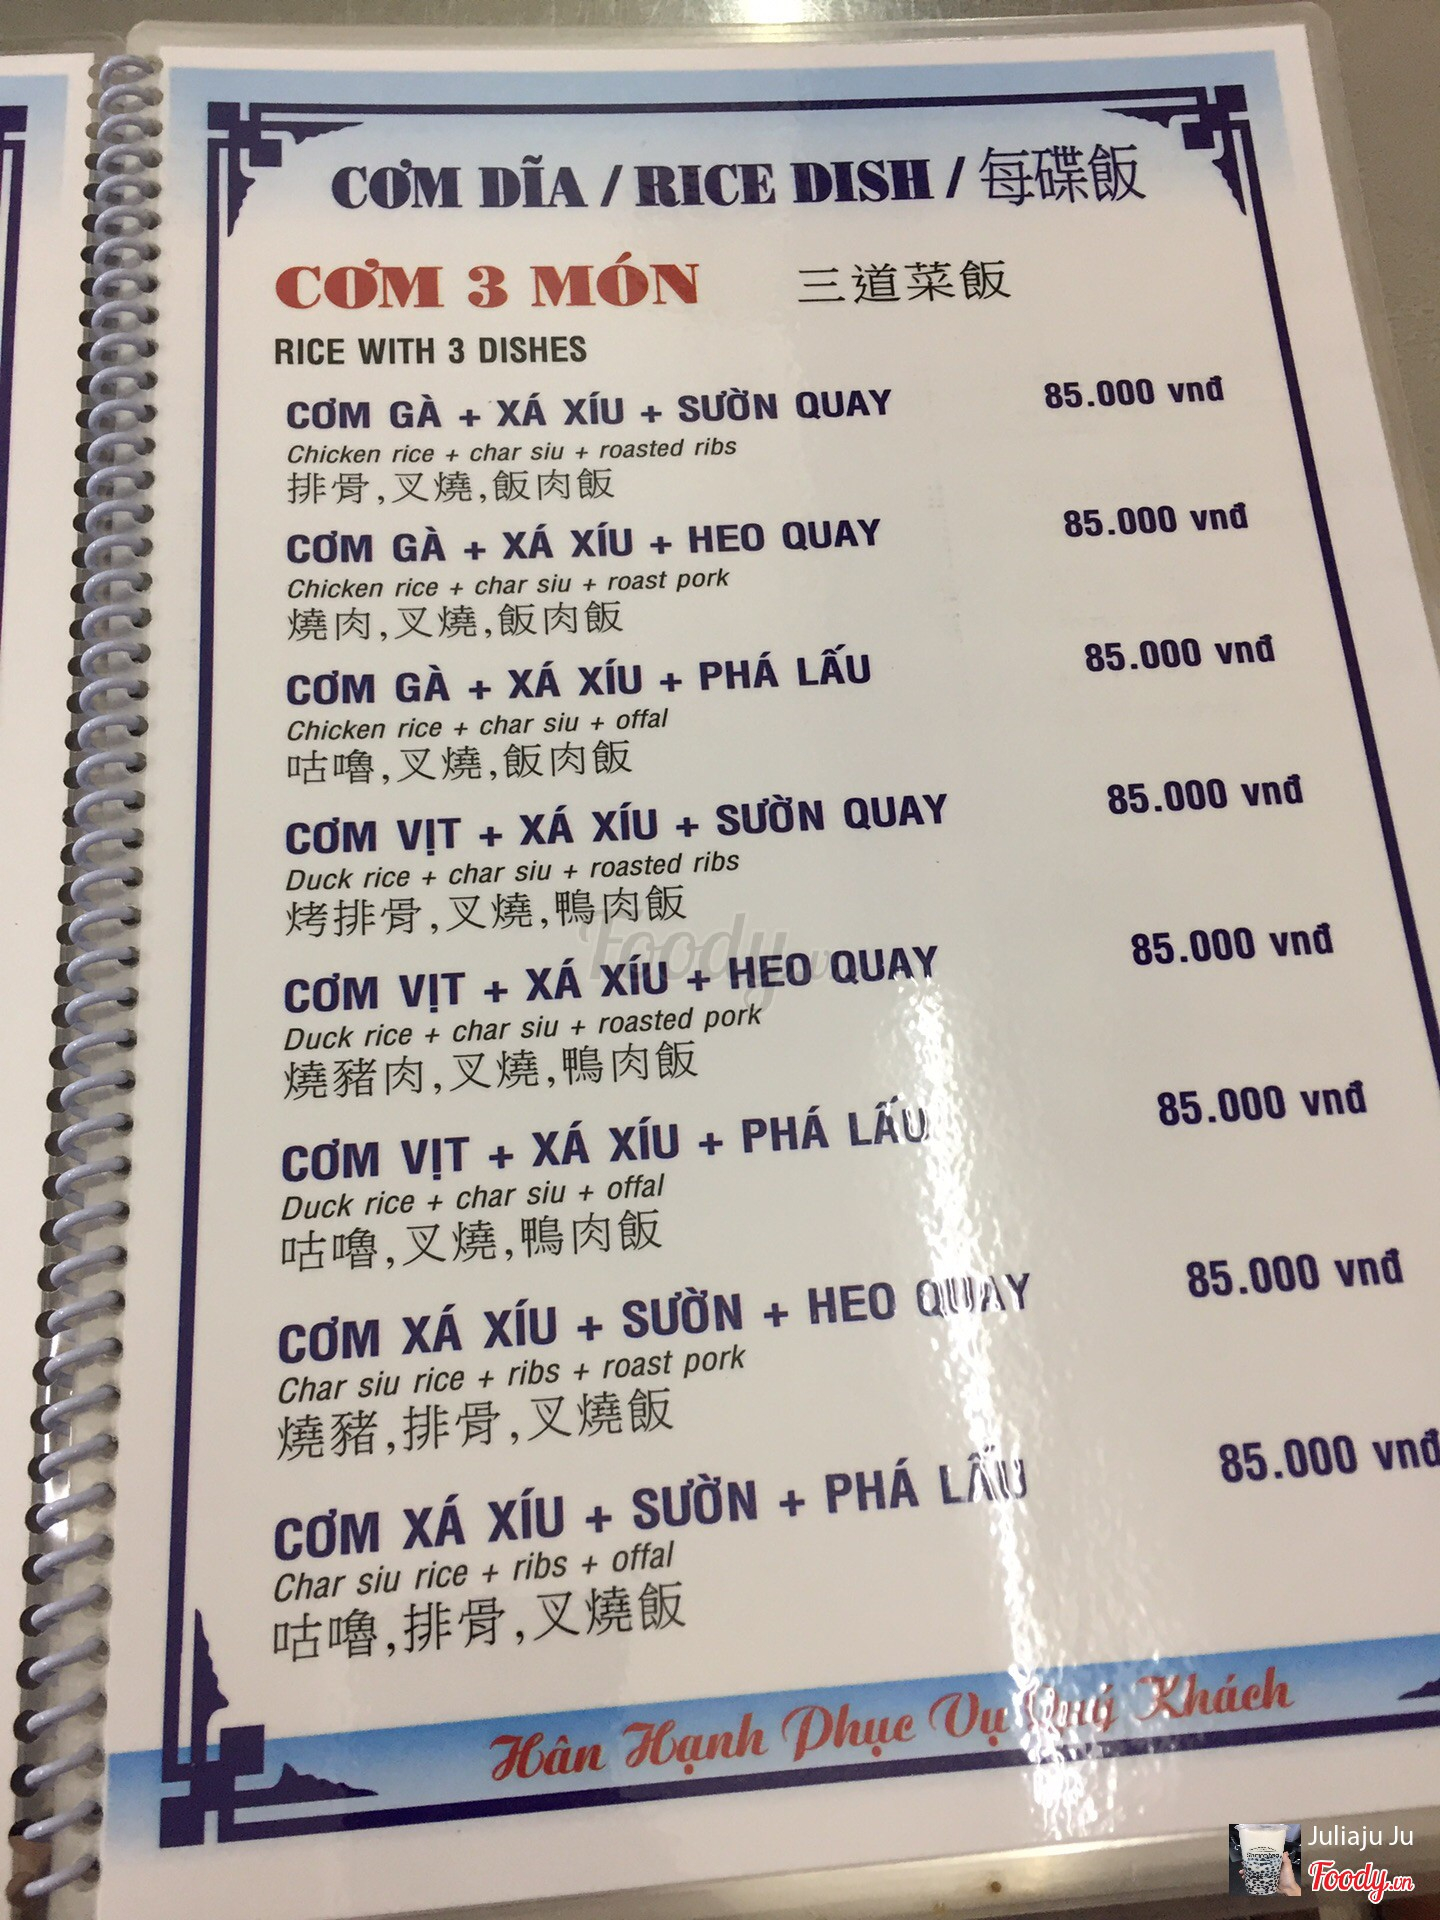 CƠM DĨA / RICE DISH / 每碟飯
CƠM 3 MÓN 三道菜飯
RICE WITH 3 DISHES
CƠM GÀ + XÁ XÍU + SƯỜN QUAY 85.000 vnđ
Chicken rice + char siu + roasted ribs
排骨,叉燒,飯肉飯
CƠM GÀ + XÁ XÍU + HEO QUAY 85.000 vnđ
Chicken rice + char siu + roast pork
燒肉,叉燒,飯肉飯
CƠM GÀ + XÁ XÍU + PHÁ LẤU 85.000 vnđ
Chicken rice + char siu + offal
咕嚕,叉燒,飯肉飯
CƠM VỊT + XÁ XÍU + SƯỜN QUAY 85.000 vnđ
Duck rice + char siu + roasted ribs
烤排骨,叉燒,鴨肉飯
CƠM VỊT + XÁ XÍU + HEO QUAY 85.000 vnđ
Duck rice + char siu + roasted pork
燒豬肉,叉燒,鴨肉飯
CƠM VỊT + XÁ XÍU + PHÁ LẤU 85.000 vnđ
Duck rice + char siu + offal
咕嚕,叉燒,鴨肉飯
CƠM XÁ XÍU + SƯỜN + HEO QUAY 85.000 vnđ
Char siu rice + ribs + roast pork
燒豬,排骨,叉燒飯
CƠM XÁ XÍU + SƯỜN + PHÁ LẤU 85.000 vnđ
Char siu rice + ribs + offal
咕嚕,排骨,叉燒飯
Hân Hạnh Phục Vụ Quý Khách
Foody.vn
Juliaju Ju
Foody.vn